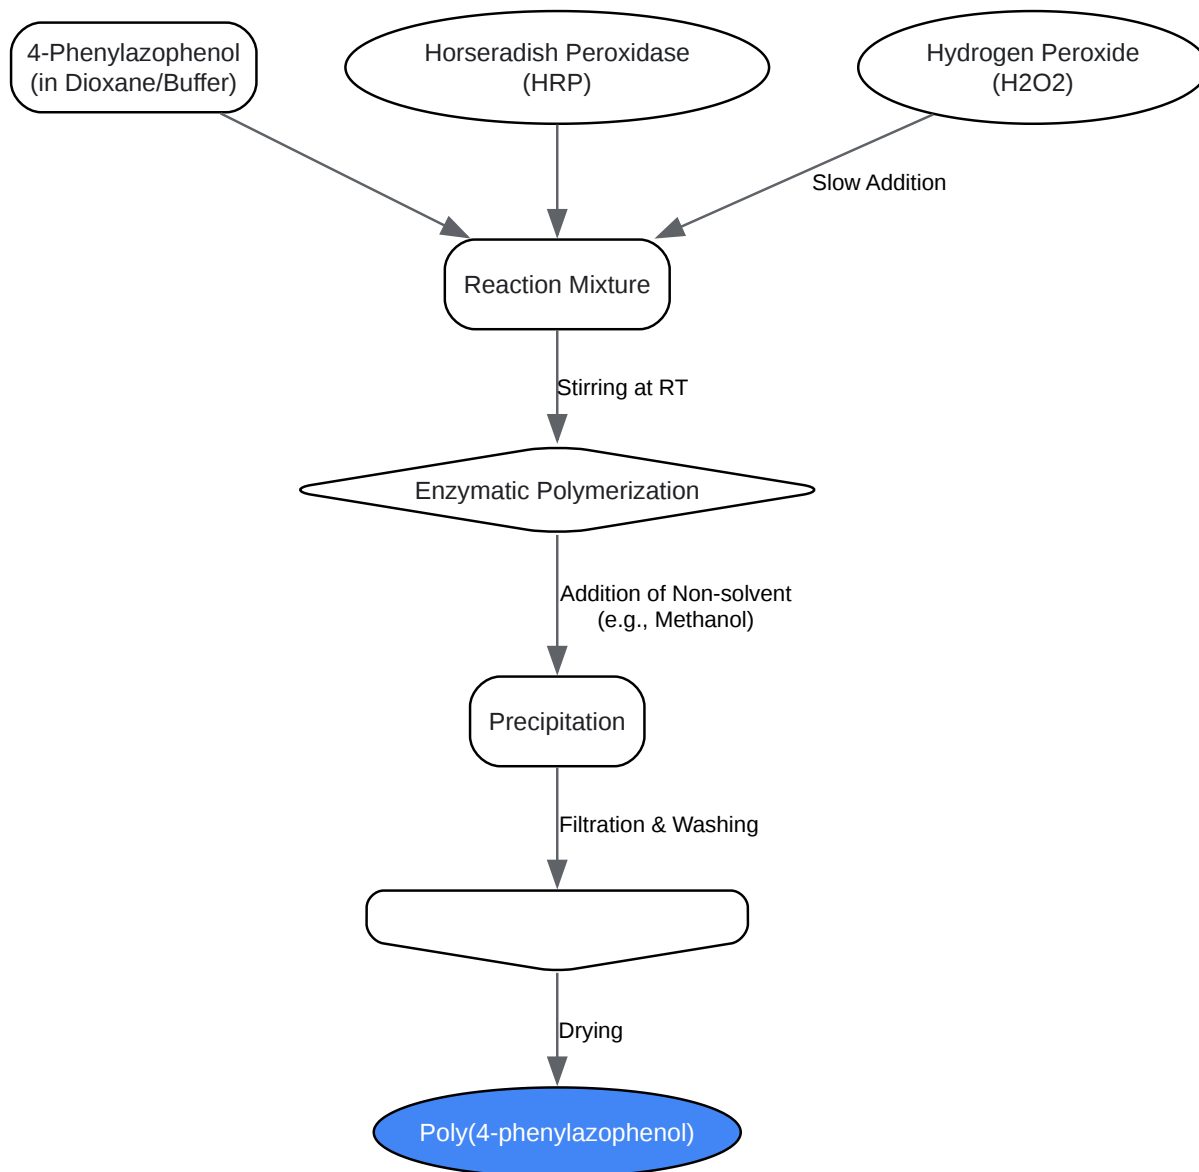 4-Phenylazophenol
(in Dioxane/Buffer)
Horseradish Peroxidase
(HRP)
Hydrogen Peroxide
(H2O2)
Slow Addition
Reaction Mixture
Stirring at RT
Enzymatic Polymerization
Addition of Non-solvent
(e.g., Methanol)
Precipitation
Filtration & Washing
Drying
Poly(4-phenylazophenol)